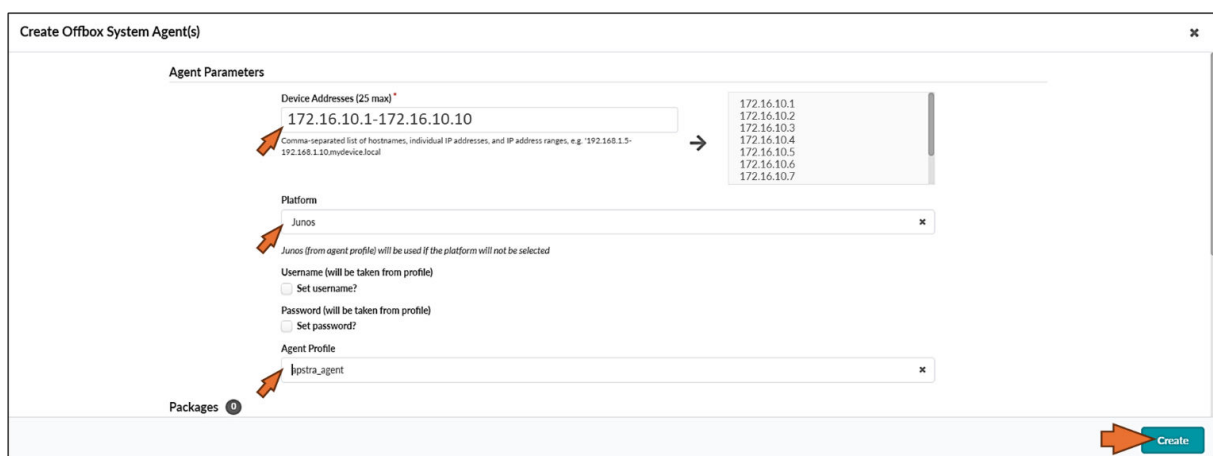 Create Offbox System Agent(s)
Agent Parameters
Device Addresses (25 max) *
172.16.10.1-172.16.10.10
Comma-separated list of hostnames, individual IP addresses, and IP address ranges, e.g. '192.168.1.5-
192.168.1.10,mydevice.local
172.16.10.1
172.16.10.2
172.16.10.3
172.16.10.4
172.16.10.5
172.16.10.6
172.16.10.7
Platform
Junos
Junos (from agent profile) will be used if the platform will not be selected
Username (will be taken from profile)
Set username?
Password (will be taken from profile)
Set password?
Agent Profile
apstra_agent
Packages 0
Create